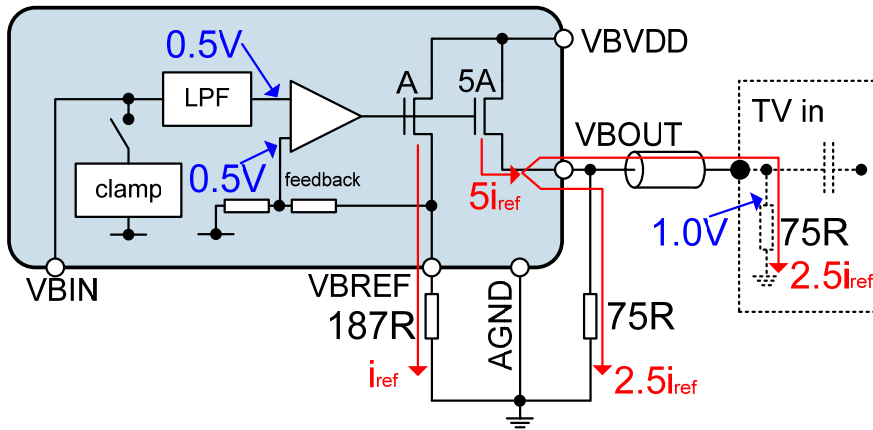 0.5V
VBVDD
A
5A
LPF
TV in
VBOUT
clamp
0.5V
feedback
5iref
1.0V
75R
VBIN
VBREF
2.5iref
187R
AGND
75R
iref
2.5iref